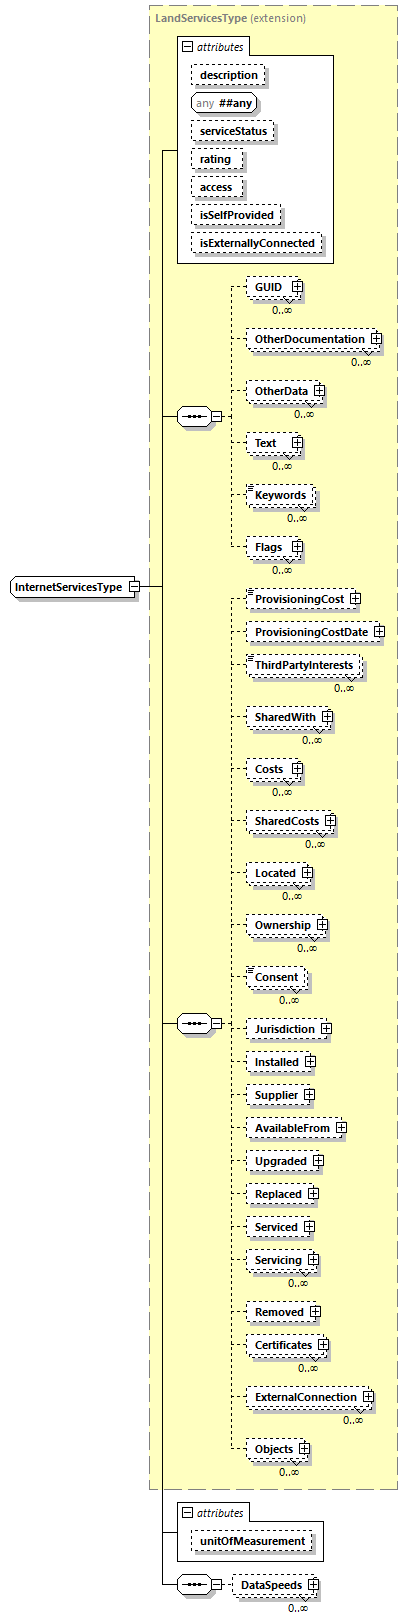 LandServicesType (extension)
attributes
description
any ##any
serviceStatus
rating
access
isSelfProvided
isExternallyConnected
GUID
0..∞
OtherDocumentation
0..∞
OtherData
0..∞
Text
0..∞
Keywords
0..∞
Flags
0..∞
InternetServicesType
ProvisioningCost
ProvisioningCostDate
ThirdPartyInterests
0..∞
SharedWith
0..∞
Costs
0..∞
SharedCosts
0..∞
Located
0..∞
Ownership
0..∞
Consent
0..∞
Jurisdiction
Installed
Supplier
AvailableFrom
Upgraded
Replaced
Serviced
Servicing
0..∞
Removed
Certificates
0..∞
ExternalConnection
0..∞
Objects
0..∞
attributes
unitOfMeasurement
DataSpeeds
0..∞